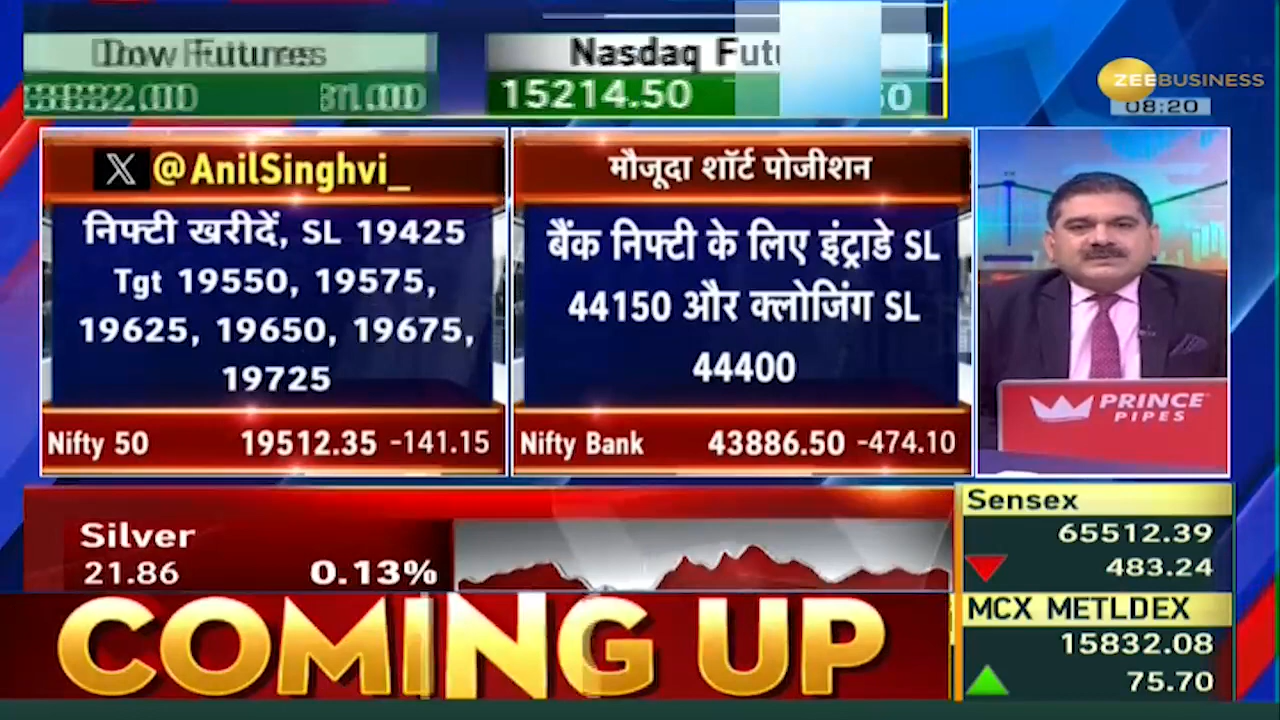 Dow Futures
Nasdaq Futu
15214.50
ZEEBUSINESS
08:20
X @AnilSinghvi_
निफ्टी खरीदें, SL 19425
Tgt 19550, 19575,
19625, 19650, 19675,
19725
Nifty 50 19512.35 -141.15
मौजूदा शॉर्ट पोजीशन
बैंक निफ्टी के लिए इंट्राडे SL
44150 और क्लोजिंग SL
44400
Nifty Bank 43886.50 -474.10
PRINCE
PIPES
Silver
21.86 0.13%
Sensex
65512.39
483.24
MCX METLDEX
15832.08
75.70
COMING UP